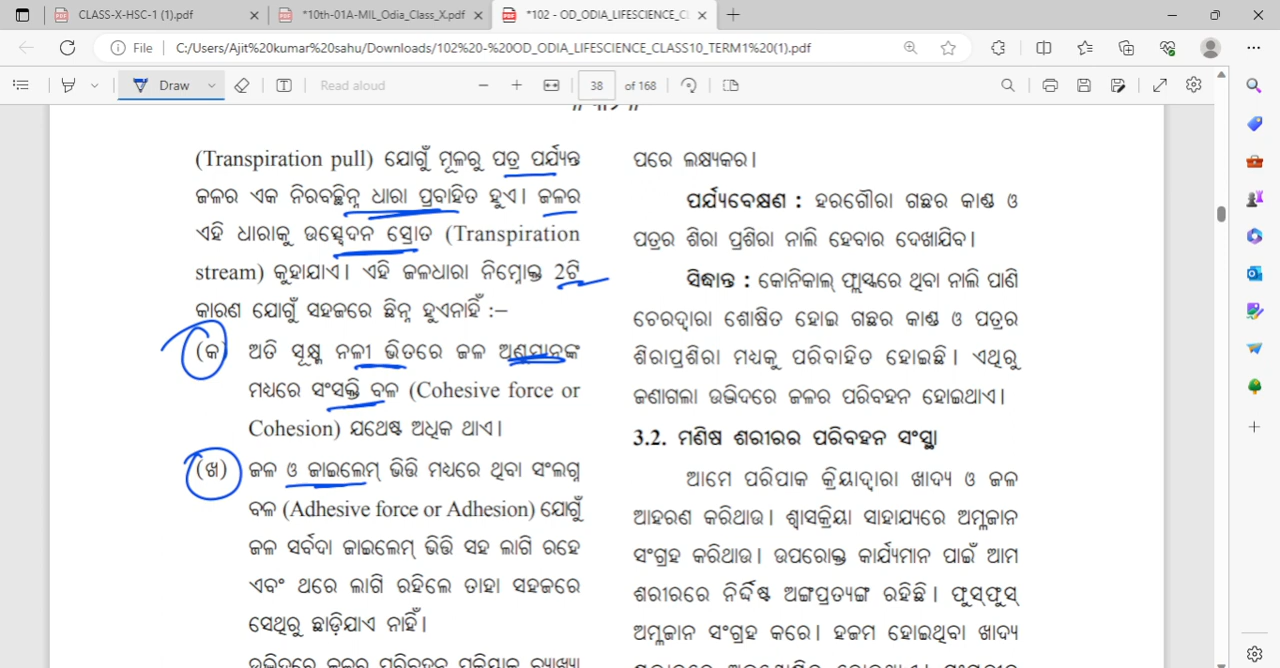 CLASS-X-HSC-1 (1).pdf
*10th-01A-MIL_Odia_Class_X.pdf
*102 - OD_ODIA_LIFESCIENCE_CL
File
C:/Users/Ajit%20kumar%20sahu/Downloads/102%20-%20OD_ODIA_LIFESCIENCE_CLASS10_TERM1%20(1).pdf
Draw
Read aloud
38 of 168
(Transpiration pull) ଯୋଗୁଁ ମୂଳରୁ ପତ୍ର ପର୍ଯ୍ୟନ୍ତ
ଜଳର ଏକ ନିରବଚ୍ଛିନ୍ନ ଧାରା ପ୍ରବାହିତ ହୁଏ। ଜଳର
ଏହି ଧାରାକୁ ଉତ୍ସ୍ବେଦନ ସ୍ରୋତ (Transpiration
stream) କୁହାଯାଏ। ଏହି ଜଳଧାରା ନିମ୍ନୋକ୍ତ 2ଟି
କାରଣ ଯୋଗୁଁ ସହଜରେ ଛିନ୍ନ ହୁଏନାହିଁ :–
(କ) ଅତି ସୂକ୍ଷ୍ମ ନଳୀ ଭିତରେ ଜଳ ଅଣୁମାନଙ୍କ
ମଧ୍ୟରେ ସଂସକ୍ତି ବଳ (Cohesive force or
Cohesion) ଯଥେଷ୍ଟ ଅଧିକ ଥାଏ।
(ଖ) ଜଳ ଓ ଜାଇଲେମ୍ ଭିତ୍ତି ମଧ୍ୟରେ ଥିବା ସଂଲଗ୍ନ
ବଳ (Adhesive force or Adhesion) ଯୋଗୁଁ
ଜଳ ସର୍ବଦା ଜାଇଲେମ୍ ଭିତ୍ତି ସହ ଲାଗି ରହେ
ଏବଂ ଥରେ ଲାଗି ରହିଲେ ତାହା ସହଜରେ
ସେଥିରୁ ଛାଡ଼ିଯାଏ ନାହିଁ।
ଉଦ୍ଭିଦରେ ଜଳର ପରିବହନ ପ୍ରକ୍ରିୟାକୁ ବ୍ୟାଖ୍ୟା
ପରେ ଲକ୍ଷ୍ୟକର।
ପର୍ଯ୍ୟବେକ୍ଷଣ : ହରଗୌରା ଗଛର କାଣ୍ଡ ଓ
ପତ୍ରର ଶିରା ପ୍ରଶିରା ନାଲି ହେବାର ଦେଖାଯିବ।
ସିଦ୍ଧାନ୍ତ : କୋନିକାଲ୍ ଫ୍ଲାସ୍କରେ ଥିବା ନାଲି ପାଣି
ଚେରଦ୍ୱାରା ଶୋଷିତ ହୋଇ ଗଛର କାଣ୍ଡ ଓ ପତ୍ରର
ଶିରାପ୍ରଶିରା ମଧ୍ୟକୁ ପରିବାହିତ ହୋଇଛି। ଏଥିରୁ
ଜଣାଗଲା ଉଦ୍ଭିଦରେ ଜଳର ପରିବହନ ହୋଇଥାଏ।
3.2. ମଣିଷ ଶରୀରର ପରିବହନ ସଂସ୍ଥା
ଆମେ ପରିପାକ କ୍ରିୟାଦ୍ୱାରା ଖାଦ୍ୟ ଓ ଜଳ
ଆହରଣ କରିଥାଉ। ଶ୍ୱାସକ୍ରିୟା ସାହାଯ୍ୟରେ ଅମ୍ଳଜାନ
ସଂଗ୍ରହ କରିଥାଉ। ଉପରୋକ୍ତ କାର୍ଯ୍ୟମାନ ପାଇଁ ଆମ
ଶରୀରରେ ନିର୍ଦ୍ଦିଷ୍ଟ ଅଙ୍ଗପ୍ରତ୍ୟଙ୍ଗ ରହିଛି। ଫୁସ୍‌ଫୁସ୍
ଅମ୍ଳଜାନ ସଂଗ୍ରହ କରେ। ହଜମ ହୋଇଥିବା ଖାଦ୍ୟ